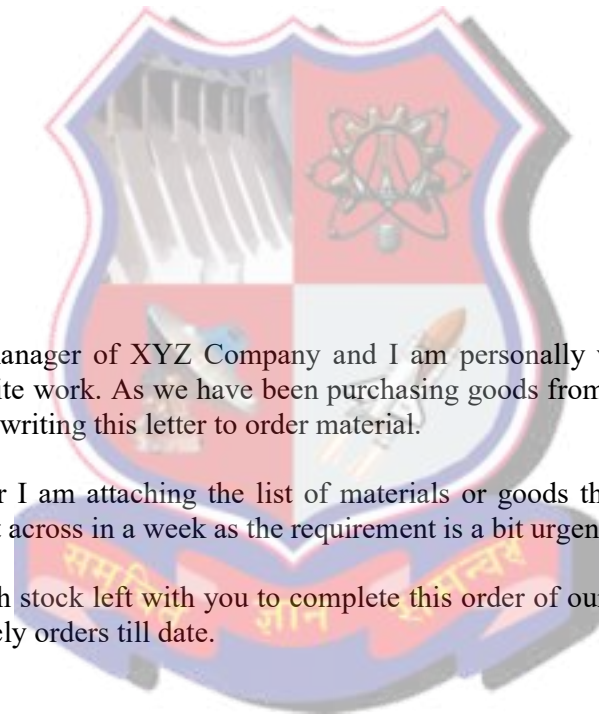 anager of XYZ Company and I am personally
ite work. As we have been purchasing goods from
writing this letter to order material.
r I am attaching the list of materials or goods th
t across in a week as the requirement is a bit urgen
h stock left with you to complete this order of ou
ely orders till date.
ज्ञान